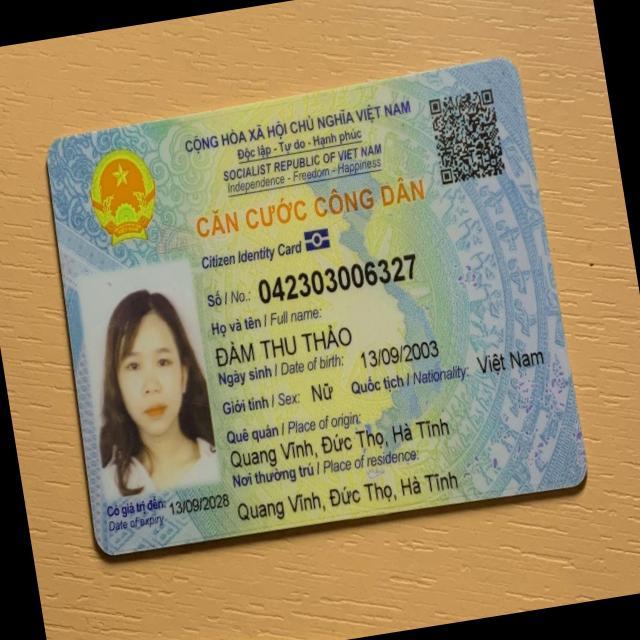 CỘNG HÒA XÃ HỘI CHỦ NGHĨA VIỆT NAM
Độc lập - Tự do - Hạnh phúc
SOCIALIST REPUBLIC OF VIET NAM
Independence - Freedom - Happiness
CĂN CƯỚC CÔNG DÂN
Citizen Identity Card
Số / No.: 042303006327
Họ và tên / Full name:
ĐÀM THU THẢO
Ngày sinh / Date of birth: 13/09/2003
Giới tính / Sex: Nữ Quốc tịch / Nationality: Việt Nam
Quê quán / Place of origin:
Quang Vĩnh, Đức Thọ, Hà Tĩnh
Nơi thường trú / Place of residence:
Quang Vĩnh, Đức Thọ, Hà Tĩnh
Có giá trị đến: 13/09/2028
Date of expiry